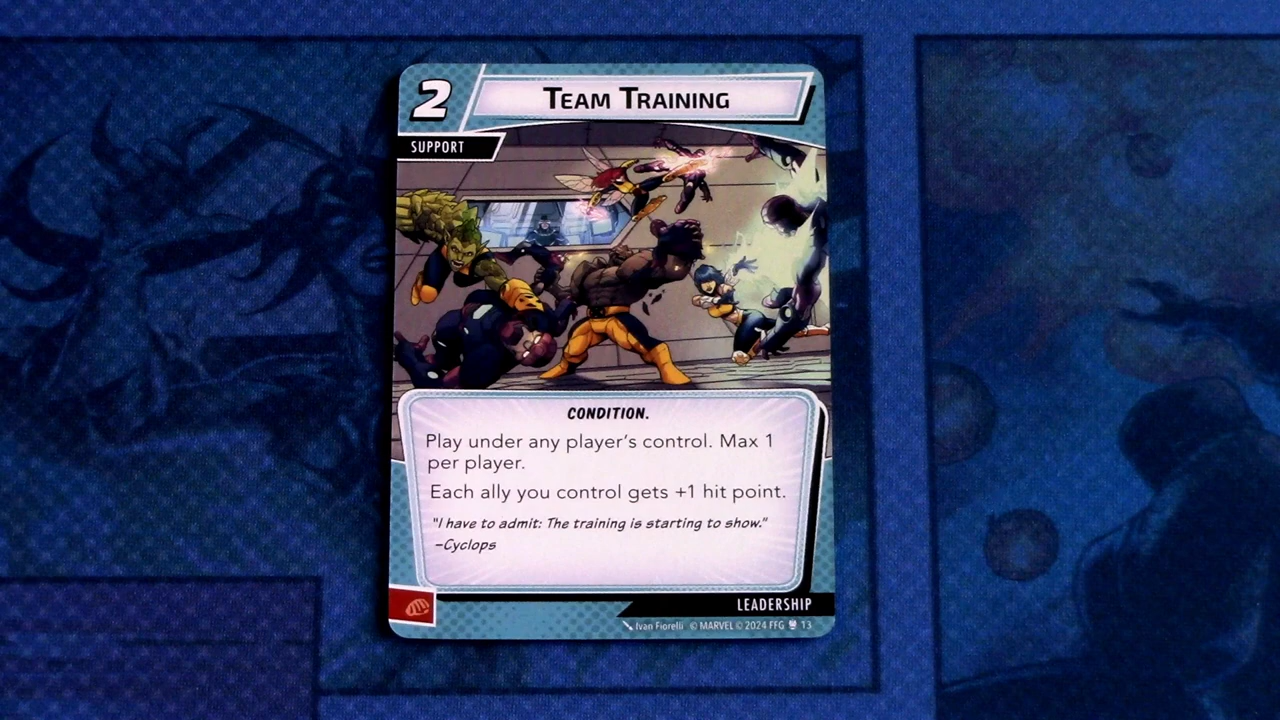 2
TEAM TRAINING
SUPPORT
CONDITION.
Play under any player's control. Max 1
per player.
Each ally you control gets +1 hit point.
"I have to admit: The training is starting to show."
–Cyclops
LEADERSHIP
Ivan Fiorelli © MARVEL © 2024 FFG 13